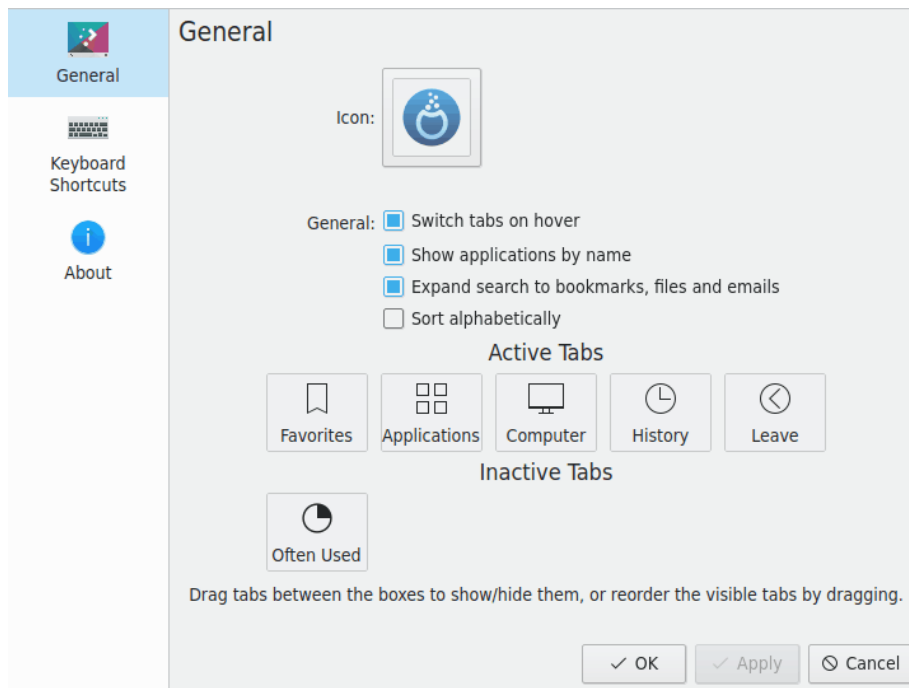 General
General
Keyboard
Shortcuts
About
Icon:
General:
Switch tabs on hover
Show applications by name
Expand search to bookmarks, files and emails
Sort alphabetically
Active Tabs
Favorites
Applications
Computer
History
Leave
Inactive Tabs
Often Used
Drag tabs between the boxes to show/hide them, or reorder the visible tabs by dragging.
OK
Apply
Cancel